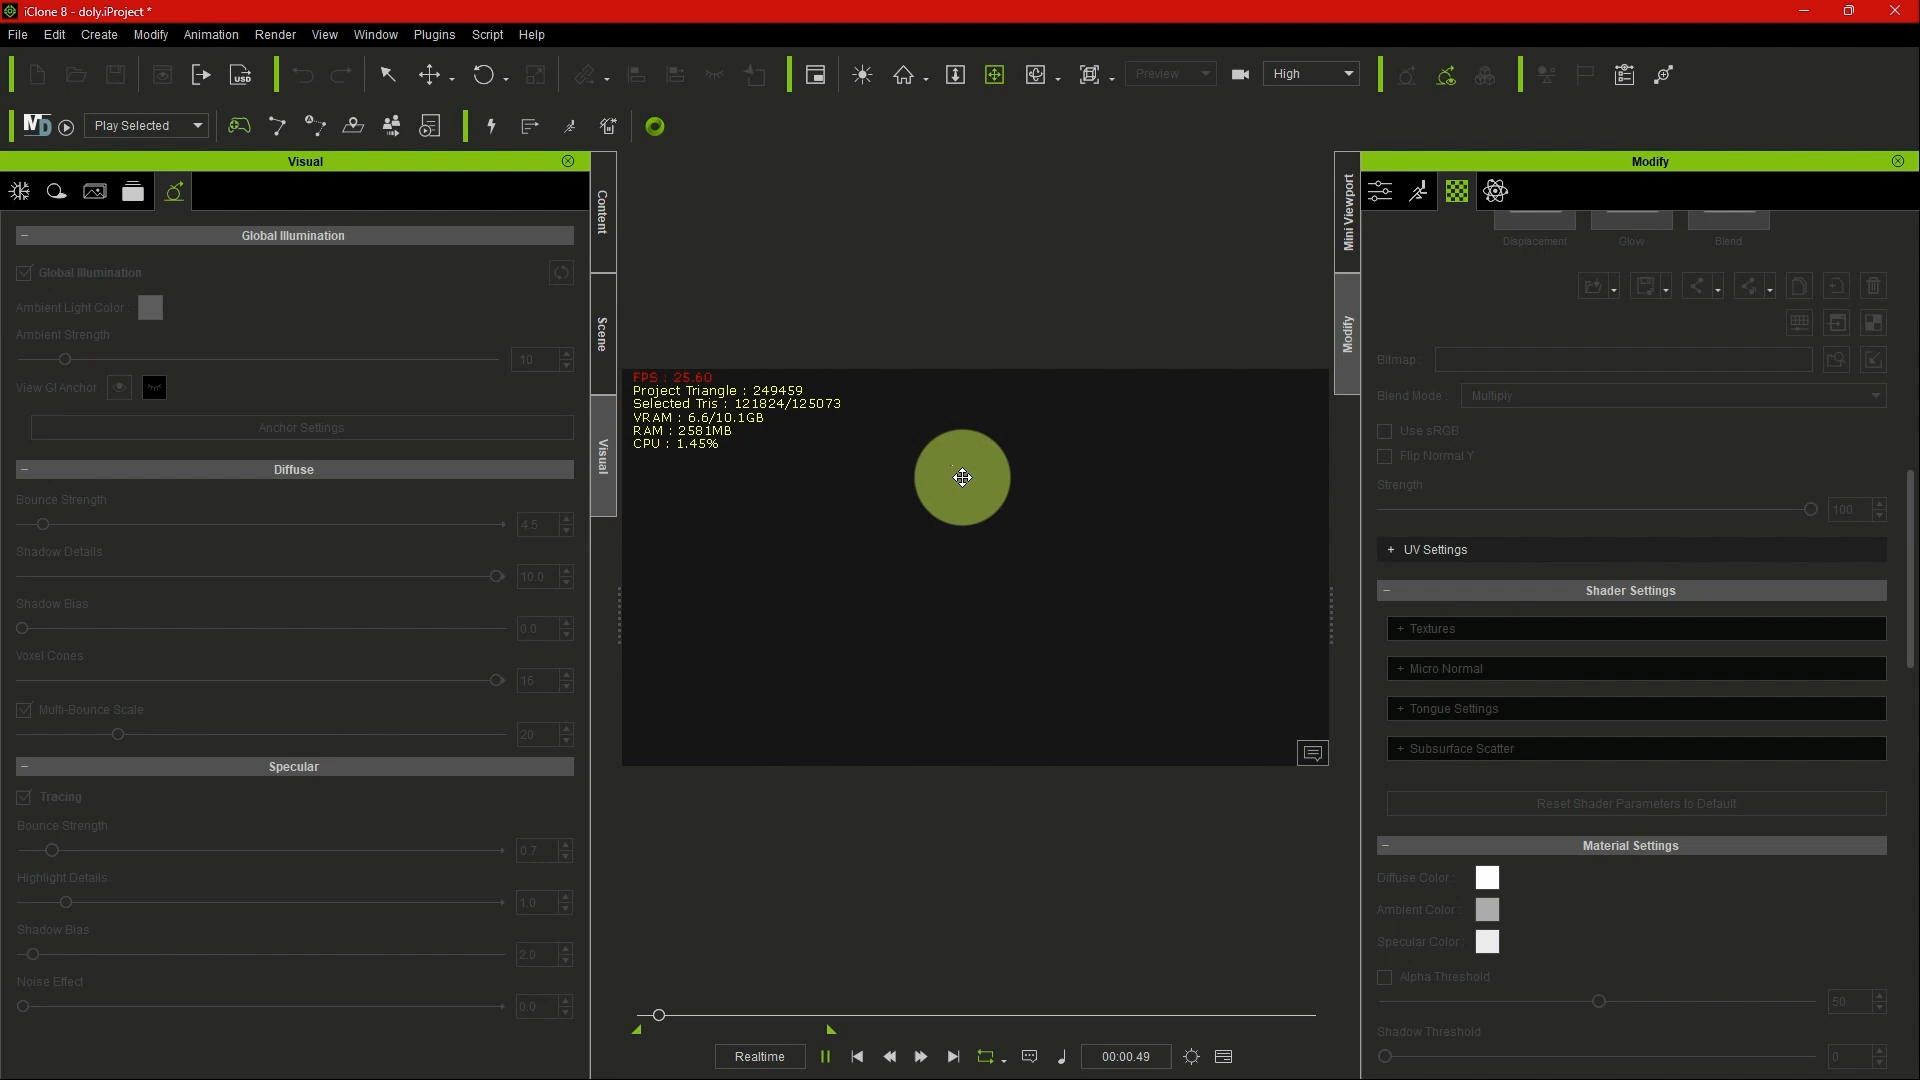 iClone 8 - doly.iProject *
File Edit Create Modify Animation Render View Window Plugins Script Help
USD
Preview
High
MD
Play Selected
Visual
Modify
Content
Scene
Visual
Mini Viewport
Modify
Global Illumination
Global Illumination
Ambient Light Color :
Ambient Strength
10
View GI Anchor
Anchor Settings
Diffuse
Bounce Strength
4.5
Shadow Details
10.0
Shadow Bias
0.0
Voxel Cones
16
Multi-Bounce Scale
20
Specular
Tracing
Bounce Strength
0.7
Highlight Details
1.0
Shadow Bias
2.0
Noise Effect
0.0
FPS : 25.60
Project Triangle : 249459
Selected Tris : 121824/125073
VRAM : 6.6/10.1GB
RAM : 2581MB
CPU : 1.45%
Realtime
00:00.49
Displacement Glow Blend
Bitmap :
Blend Mode : Multiply
Use sRGB
Flip Normal Y
Strength
100
+ UV Settings
Shader Settings
+ Textures
+ Micro Normal
+ Tongue Settings
+ Subsurface Scatter
Reset Shader Parameters to Default
Material Settings
Diffuse Color :
Ambient Color :
Specular Color :
Alpha Threshold
50
Shadow Threshold
0